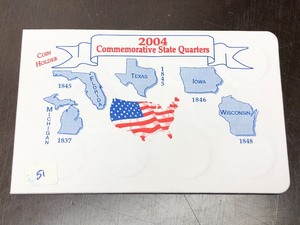 2004
Commemorative State Quarters
COIN
HOLDER
1845
FLORIDA
TEXAS
1845
IOWA
1846
MICHIGAN
1837
WISCONSIN
1848
51